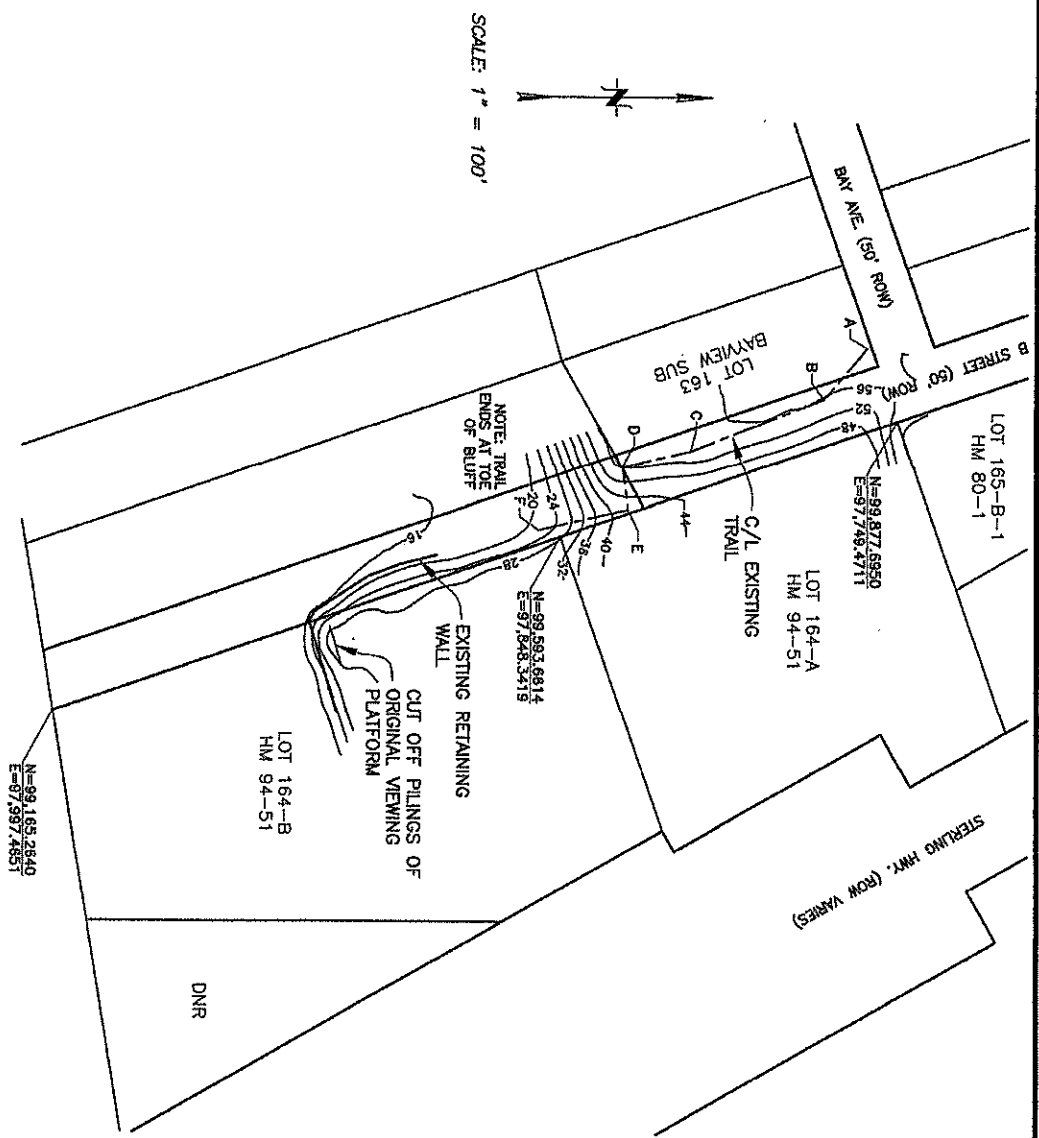 SCALE: 1" = 100'
N
BAY AVE. (50' ROW)
B STREET (50' ROW)
LOT 165-B-1
HM 80-1
A
B
LOT 163
BAYVIEW SUB
56
52
48
N=99,877.6950
E=97,749.4711
C
D
C/L EXISTING
TRAIL
LOT 164-A
HM 94-51
44
NOTE: TRAIL
ENDS AT TOE
OF BLUFF
20
24
F
E
40
36
32
28
16
N=99,593.6814
E=97,848.3419
EXISTING RETAINING
WALL
CUT OFF PILINGS OF
ORIGINAL VIEWING
PLATFORM
LOT 164-B
HM 94-51
STERLING HWY. (ROW VARIES)
DNR
N=99,165.2640
E=97,997.4651